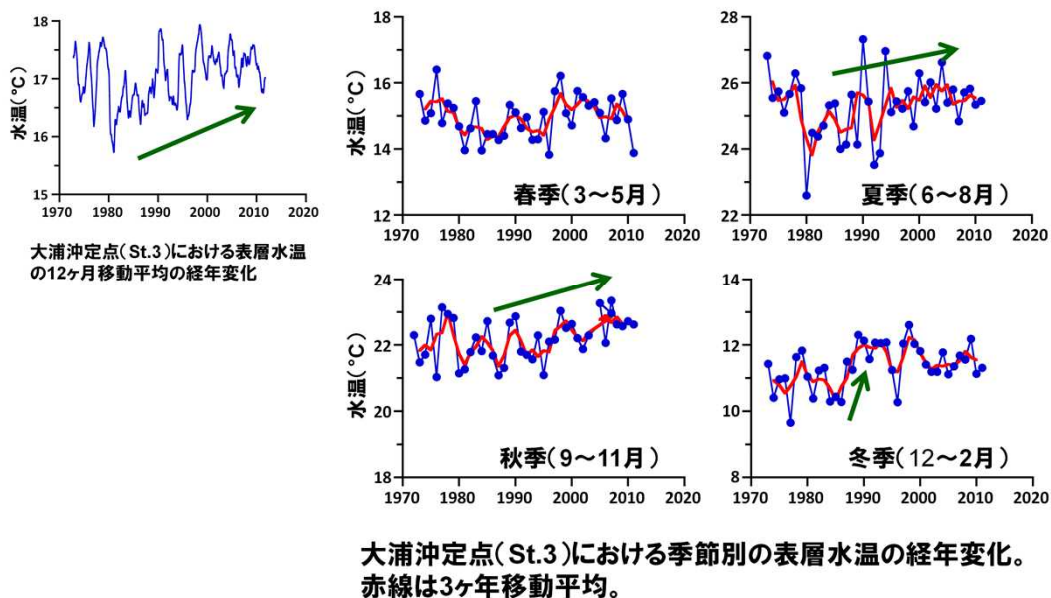 18
17
16
15
水温(℃)
1970 1980 1990 2000 2010 2020
大浦沖定点(St.3)における表層水温
の12ヶ月移動平均の経年変化
18
16
14
12
水温(℃)
春季(3～5月)
1970 1980 1990 2000 2010 2020
28
26
24
22
夏季(6～8月)
1970 1980 1990 2000 2010 2020
24
22
20
18
水温(℃)
秋季(9～11月)
1970 1980 1990 2000 2010 2020
14
12
10
8
冬季(12～2月)
1970 1980 1990 2000 2010 2020
大浦沖定点(St.3)における季節別の表層水温の経年変化。
赤線は3ヶ年移動平均。